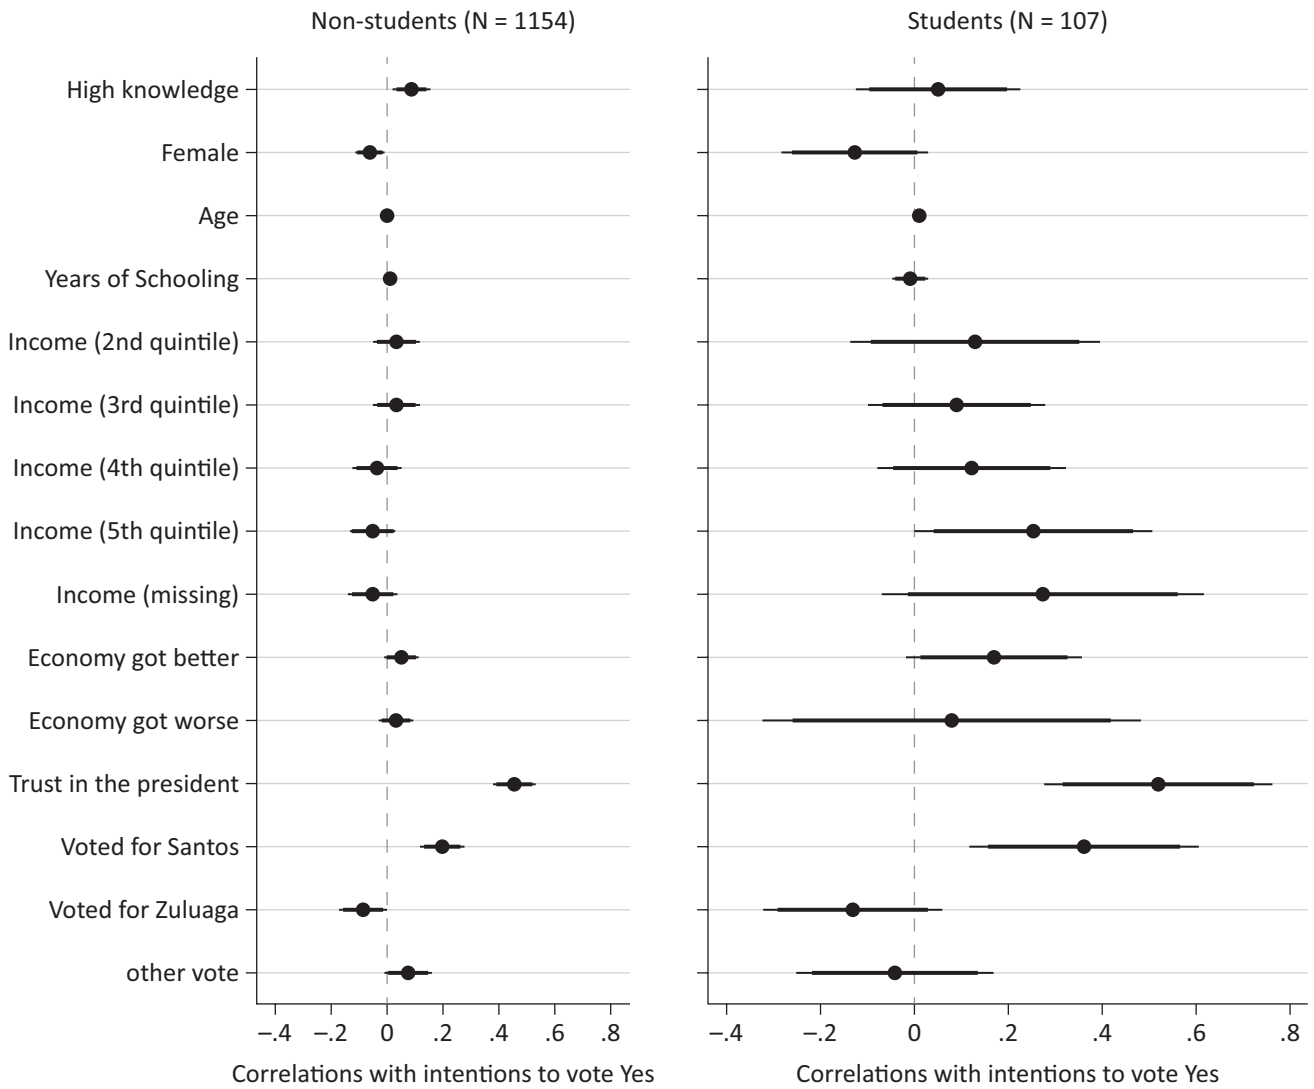 Non-students (N = 1154)
Students (N = 107)
High knowledge
Female
Age
Years of Schooling
Income (2nd quintile)
Income (3rd quintile)
Income (4th quintile)
Income (5th quintile)
Income (missing)
Economy got better
Economy got worse
Trust in the president
Voted for Santos
Voted for Zuluaga
other vote
–.4 –.2 0 .2 .4 .6 .8
–.4 –.2 0 .2 .4 .6 .8
Correlations with intentions to vote Yes
Correlations with intentions to vote Yes